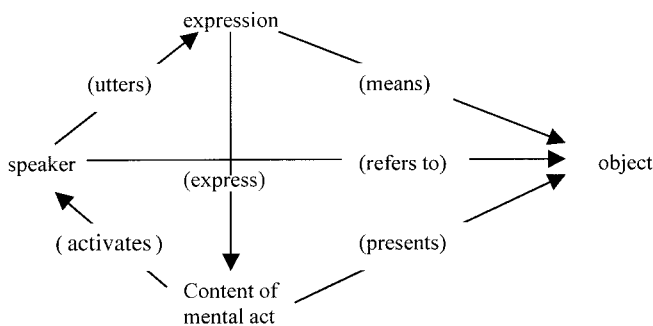 expression
(utters)
(means)
speaker
(refers to)
object
(express)
( activates )
(presents)
Content of
mental act